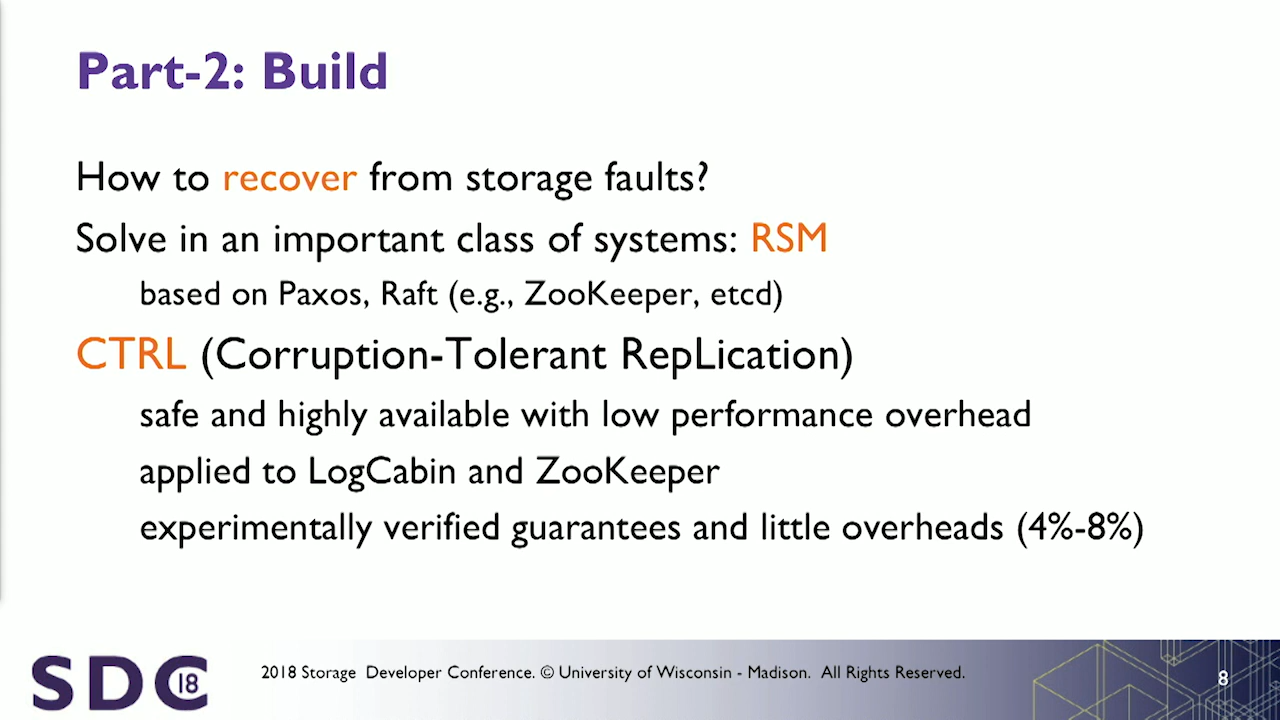 Part-2: Build
How to recover from storage faults?
Solve in an important class of systems: RSM
based on Paxos, Raft (e.g., ZooKeeper, etcd)
CTRL (Corruption-Tolerant RepLication)
safe and highly available with low performance overhead
applied to LogCabin and ZooKeeper
experimentally verified guarantees and little overheads (4%-8%)
SDC 18
2018 Storage Developer Conference. © University of Wisconsin - Madison. All Rights Reserved.
8